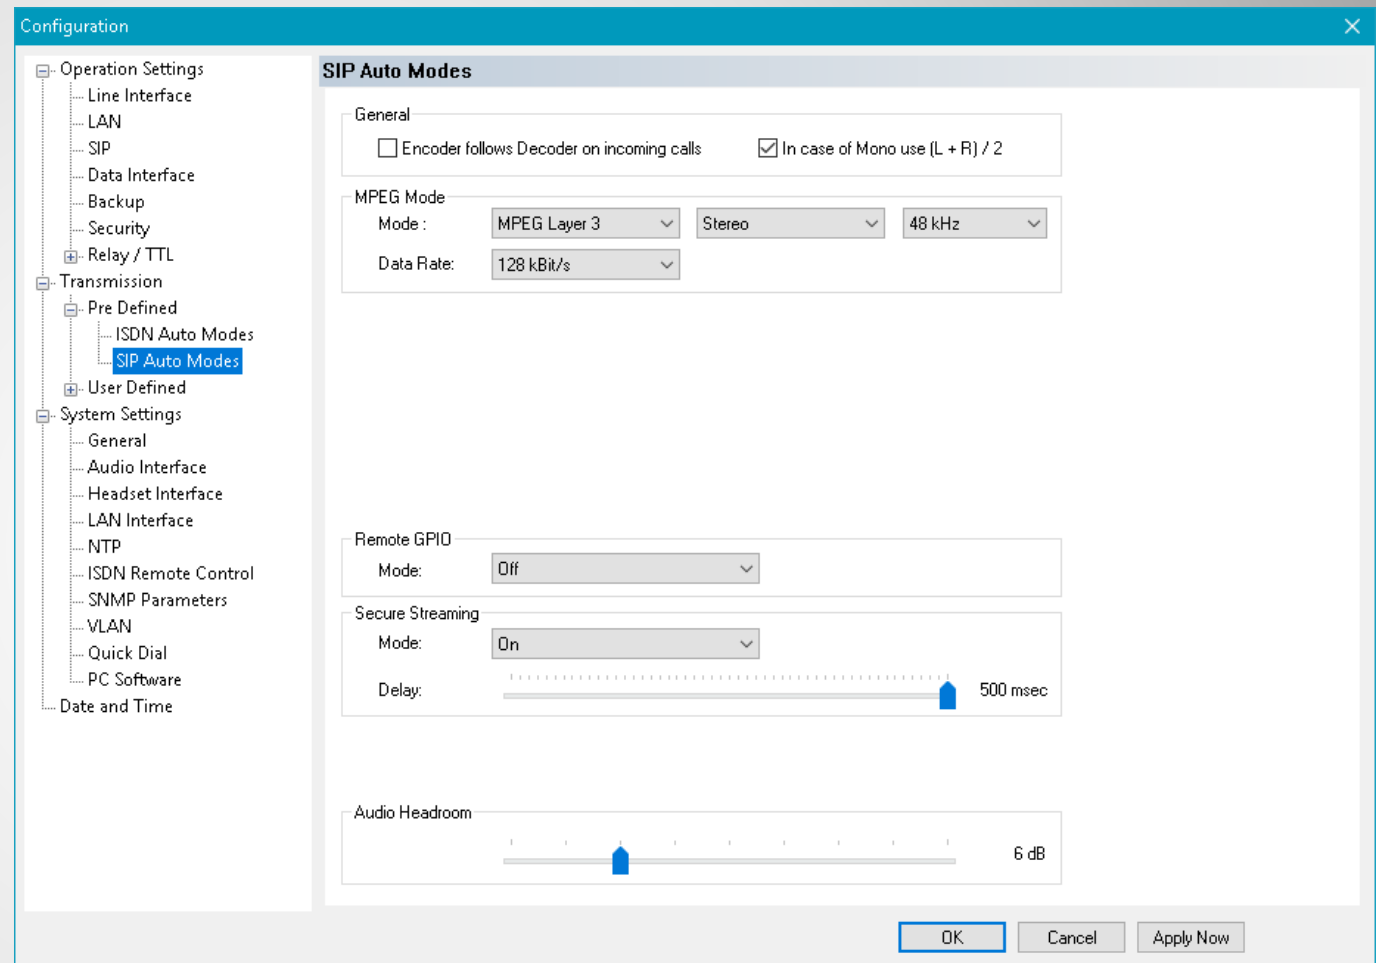 Configuration
Operation Settings
Line Interface
LAN
SIP
Data Interface
Backup
Security
Relay / TTL
Transmission
Pre Defined
ISDN Auto Modes
SIP Auto Modes
User Defined
System Settings
General
Audio Interface
Headset Interface
LAN Interface
NTP
ISDN Remote Control
SNMP Parameters
VLAN
Quick Dial
PC Software
Date and Time
SIP Auto Modes
General
Encoder follows Decoder on incoming calls In case of Mono use (L + R) / 2
MPEG Mode
Mode : MPEG Layer 3 Stereo 48 kHz
Data Rate: 128 kBit/s
Remote GPIO
Mode: Off
Secure Streaming
Mode: On
Delay: 500 msec
Audio Headroom
6 dB
OK Cancel Apply Now